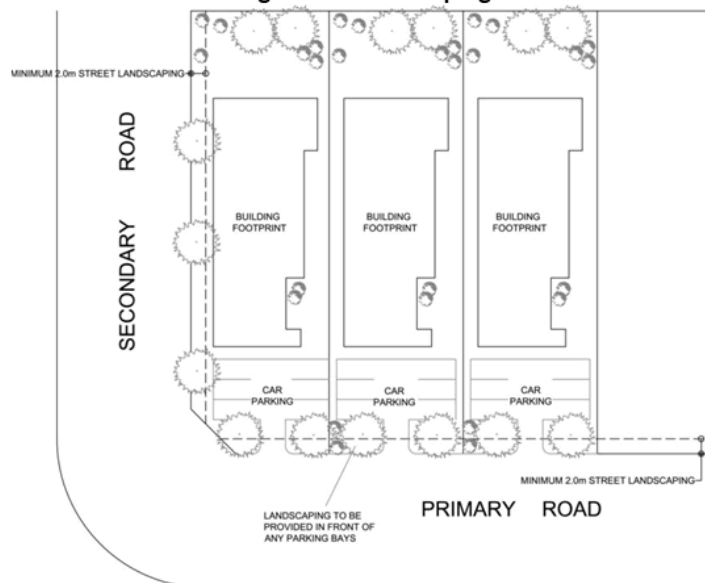 MINIMUM 2.0m STREET LANDSCAPING
SECONDARY ROAD
BUILDING
FOOTPRINT
BUILDING
FOOTPRINT
BUILDING
FOOTPRINT
CAR
PARKING
CAR
PARKING
CAR
PARKING
MINIMUM 2.0m STREET LANDSCAPING
PRIMARY ROAD
LANDSCAPING TO BE
PROVIDED IN FRONT OF
ANY PARKING BAYS